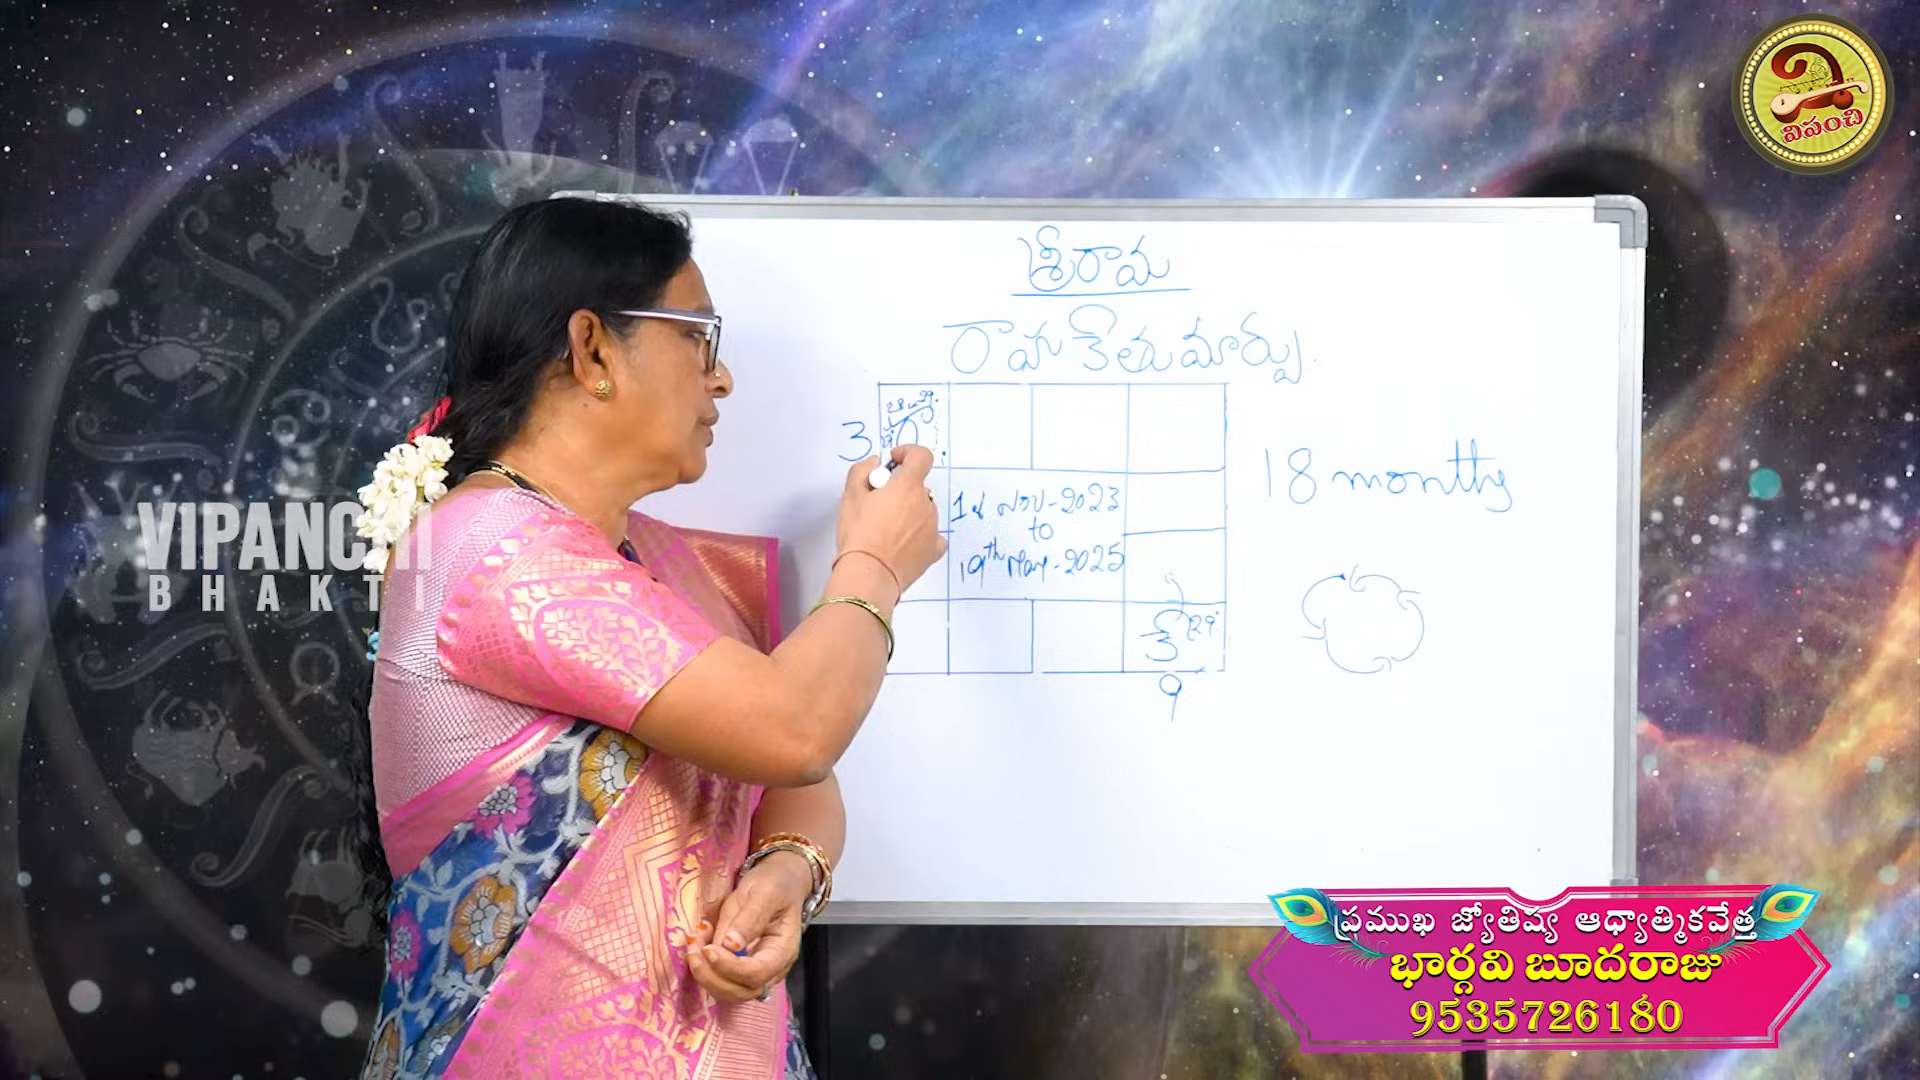 విపంచి
శ్రీరామ
రాహు కేతు మార్పు
3
రా
1st Nov-2023
to
19th May-2025
18 months
కే
9
VIPANCHI
BHAKTI
ప్రముఖ జ్యోతిష్య ఆధ్యాత్మికవేత్త
భార్గవి బూదరాజు
9535726180